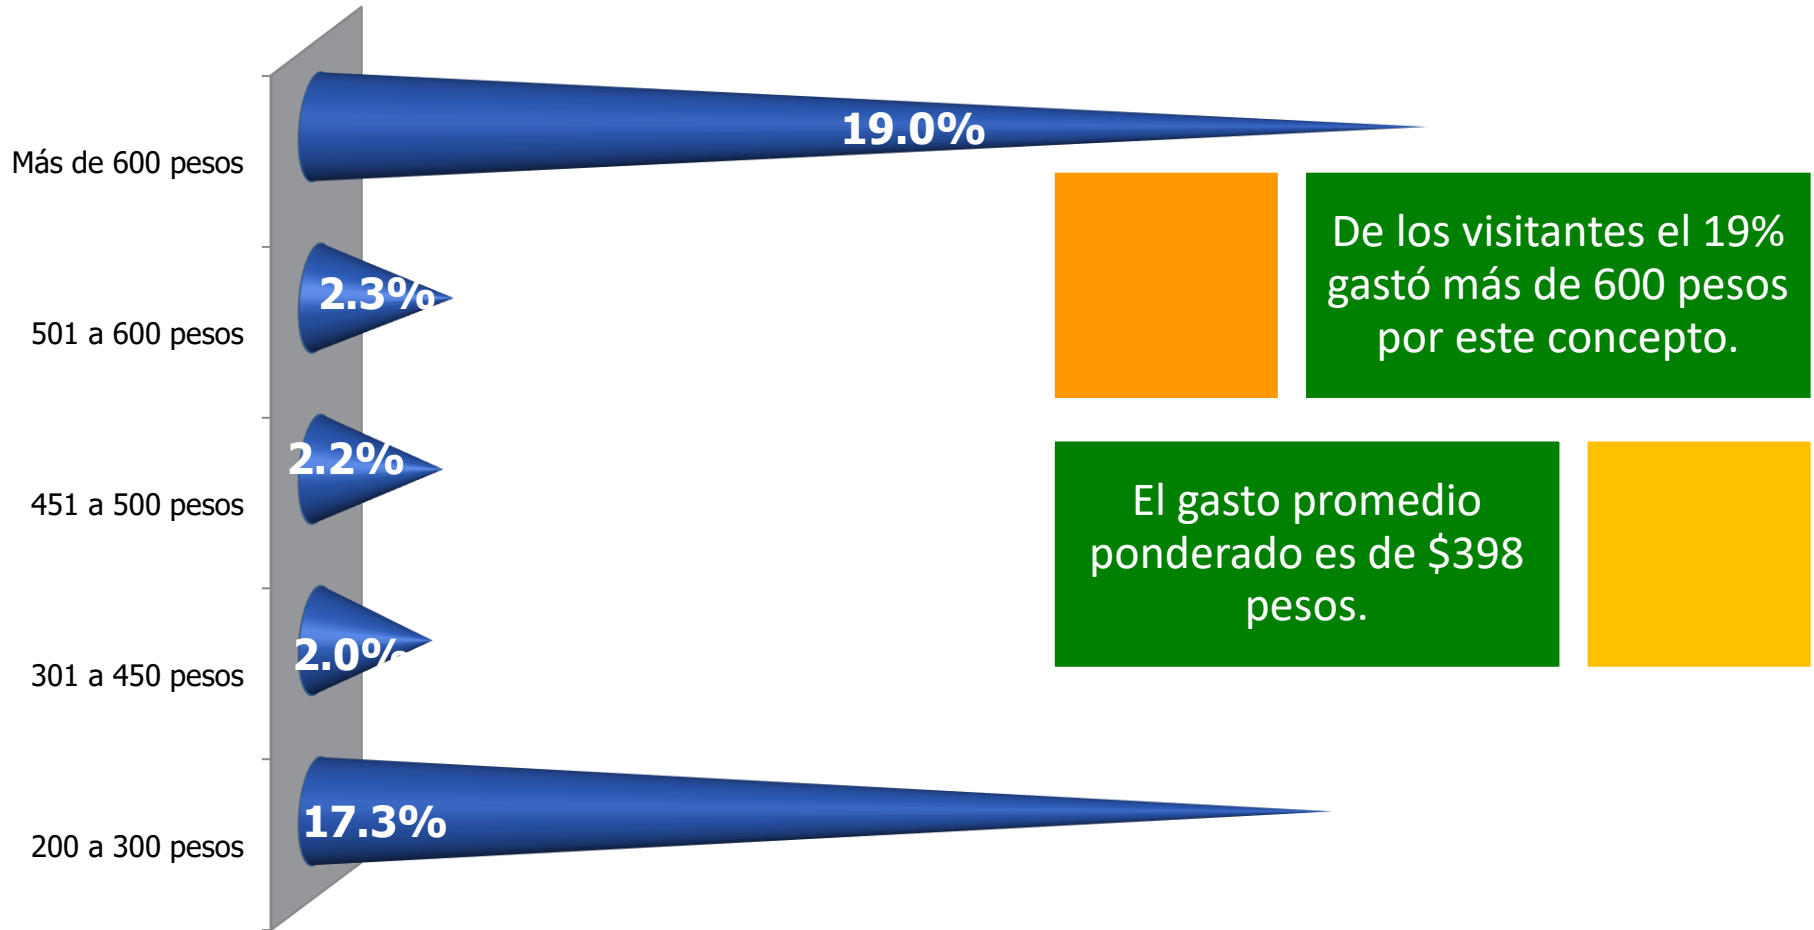 Más de 600 pesos
19.0%
501 a 600 pesos
2.3%
451 a 500 pesos
2.2%
301 a 450 pesos
2.0%
200 a 300 pesos
17.3%
De los visitantes el 19%
gastó más de 600 pesos
por este concepto.
El gasto promedio
ponderado es de $398
pesos.